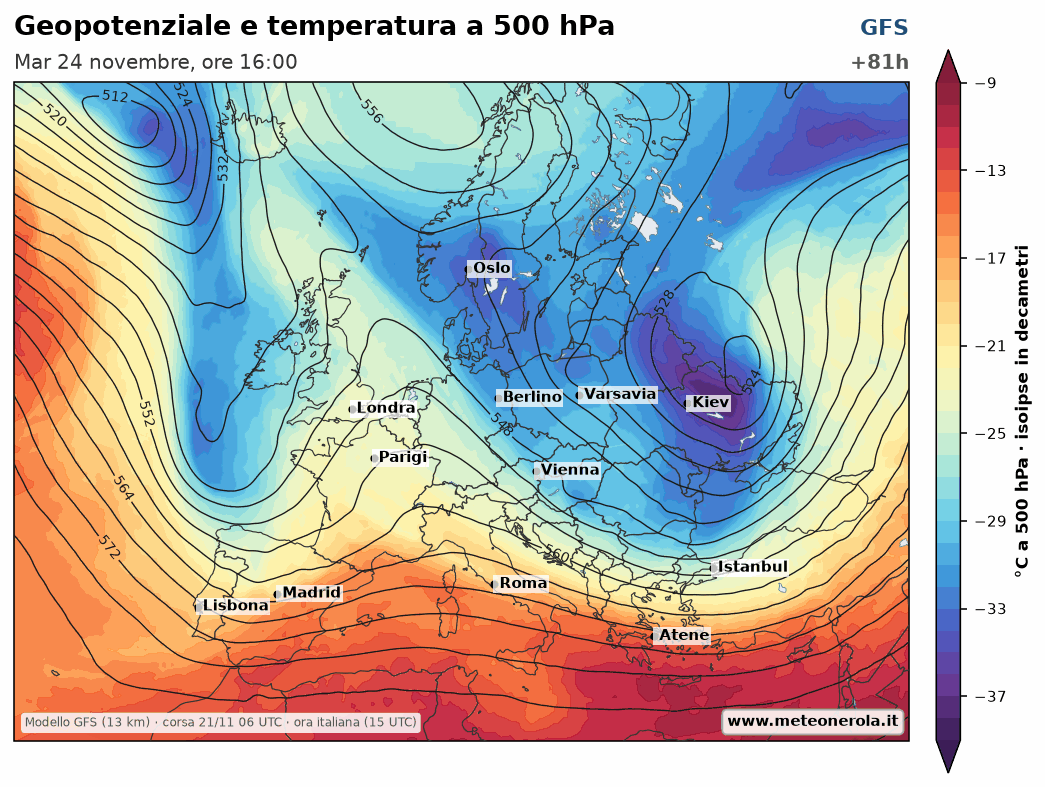 Geopotenziale e temperatura a 500 hPa
GFS
Mar 24 novembre, ore 16:00
+81h
512
520
524
532
556
528
524
552
548
564
560
572
Oslo
Londra
Berlino
Varsavia
Kiev
Parigi
Vienna
Istanbul
Roma
Madrid
Lisbona
Atene
−9
−13
−17
−21
−25
−29
−33
−37
°C a 500 hPa · isoipse in decametri
Modello GFS (13 km) · corsa 21/11 06 UTC · ora italiana (15 UTC)
www.meteonerola.it